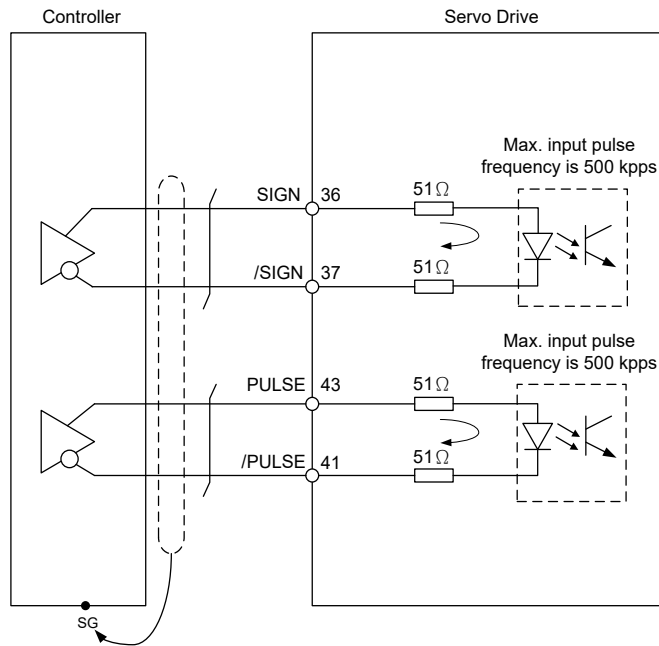 Controller
Servo Drive
Max. input pulse
frequency is 500 kpps
SIGN 36
51Ω
/SIGN 37
51Ω
Max. input pulse
frequency is 500 kpps
PULSE 43
51Ω
/PULSE 41
51Ω
SG